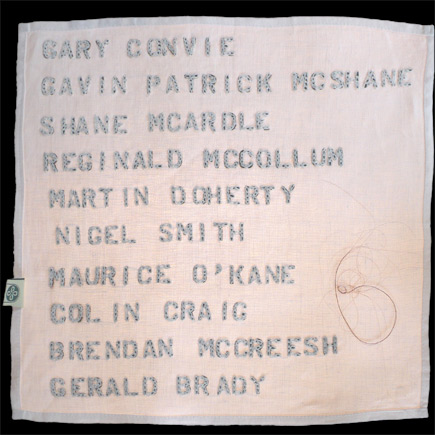 GARY CONVIE
GAVIN PATRICK MCSHANE
SHANE MCARDLE
REGINALD MCCOLLUM
MARTIN DOHERTY
NIGEL SMITH
MAURICE O'KANE
COLIN CRAIG
BRENDAN MCCREESH
GERALD BRADY